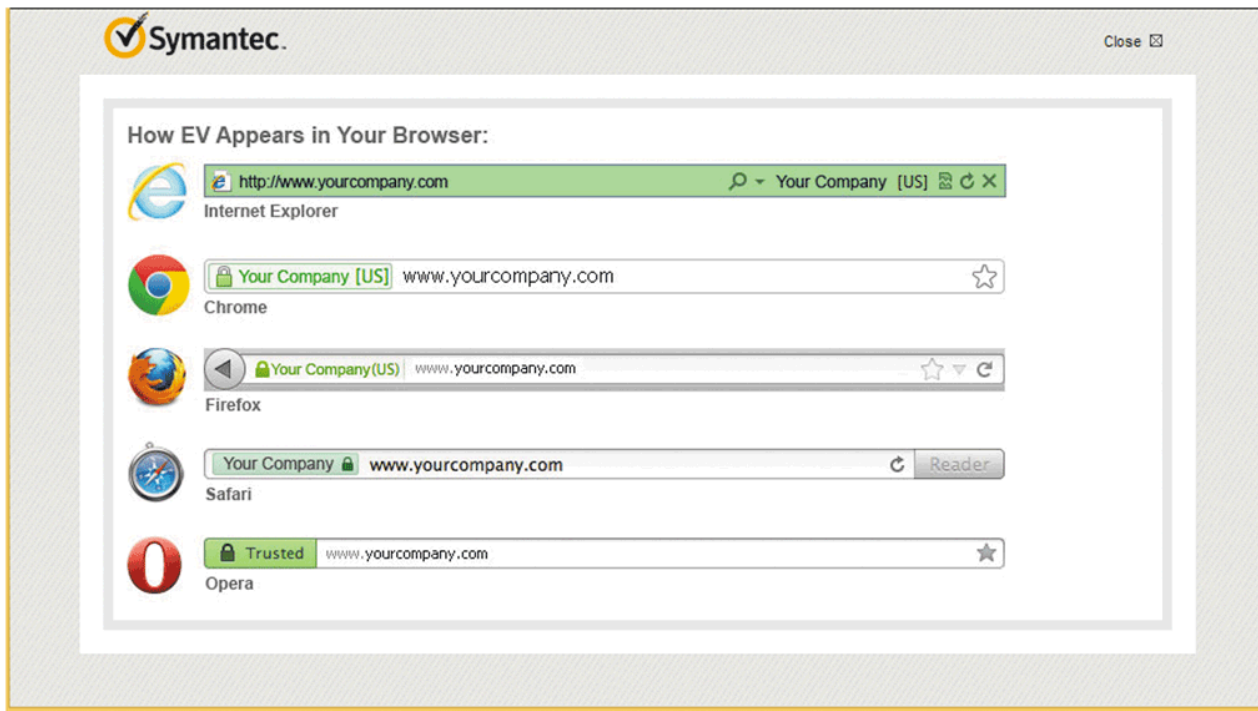 Symantec.
Close
How EV Appears in Your Browser:
http://www.yourcompany.com Your Company [US]
Internet Explorer
Your Company [US] www.yourcompany.com
Chrome
Your Company(US) www.yourcompany.com
Firefox
Your Company www.yourcompany.com Reader
Safari
Trusted www.yourcompany.com
Opera